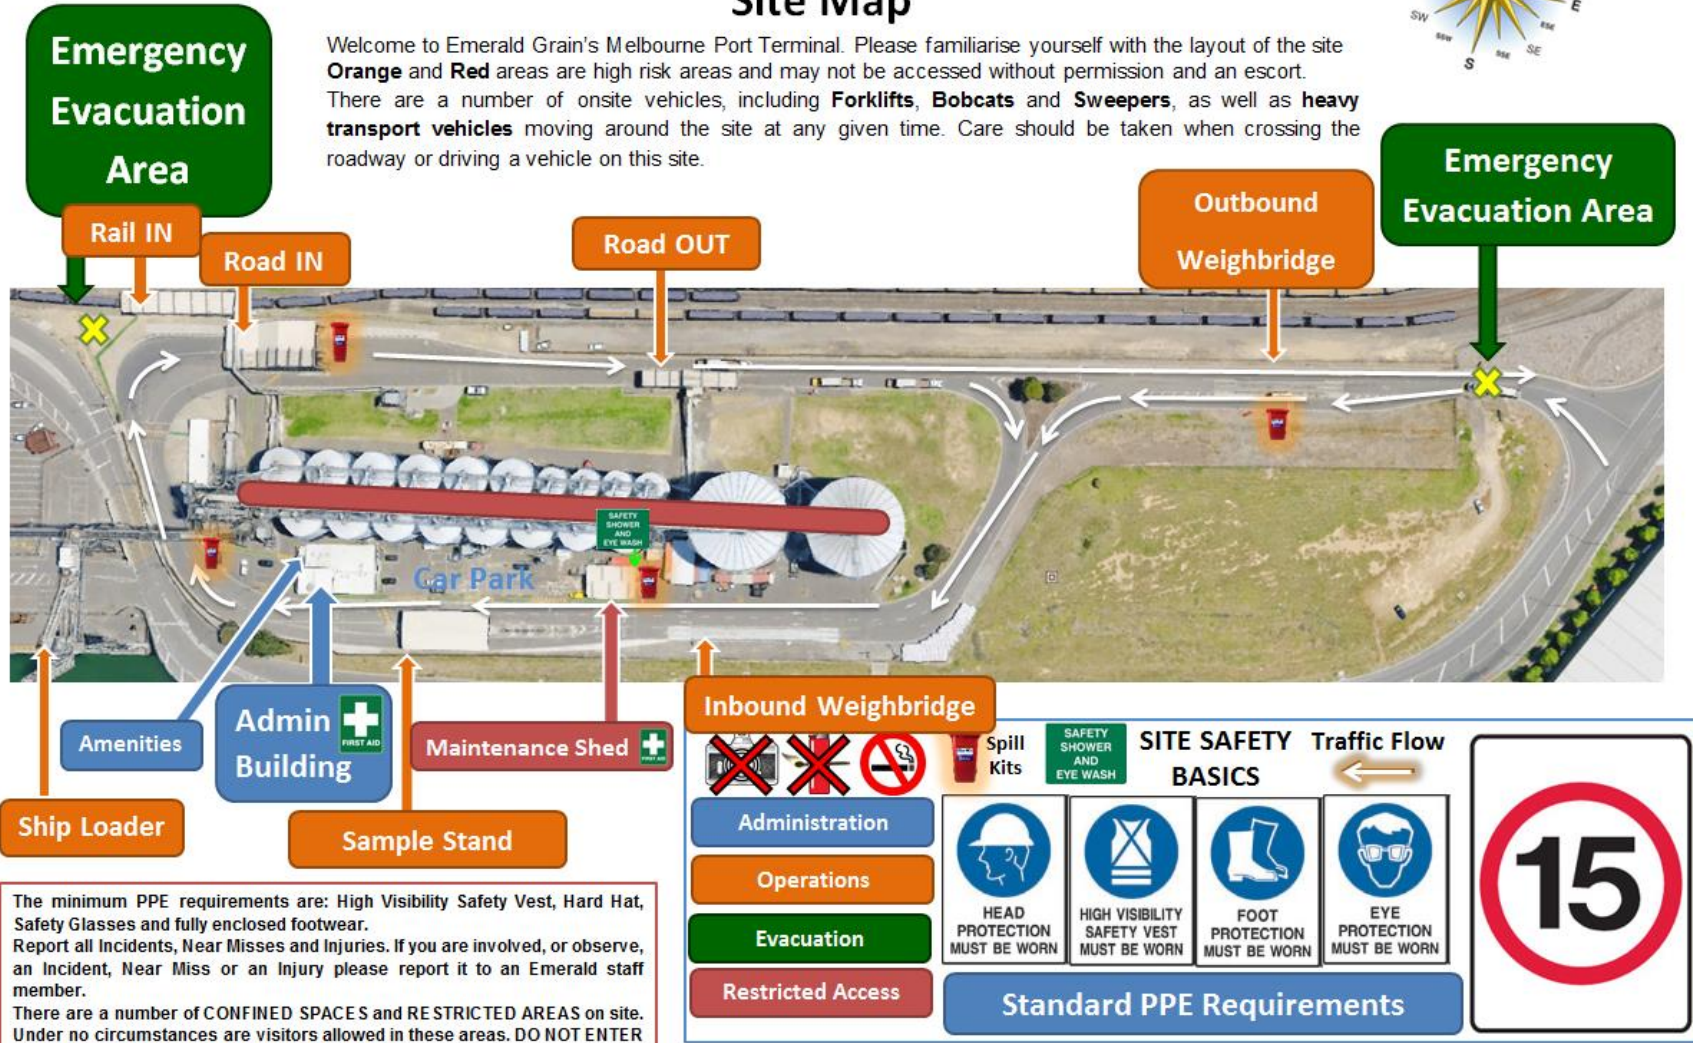 Site Map
Welcome to Emerald Grain's Melbourne Port Terminal. Please familiarise yourself with the layout of the site
Orange and Red areas are high risk areas and may not be accessed without permission and an escort.
There are a number of onsite vehicles, including Forklifts, Bobcats and Sweepers, as well as heavy
transport vehicles moving around the site at any given time. Care should be taken when crossing the
roadway or driving a vehicle on this site.
E
ESE
SE
SSE
S
SSW
SW
Emergency
Evacuation
Area
Rail IN
Road IN
Road OUT
Outbound
Weighbridge
Emergency
Evacuation Area
SAFETY
SHOWER
AND
EYE WASH
Car Park
Amenities
Admin
Building
FIRST AID
Maintenance Shed
FIRST AID
Inbound Weighbridge
Ship Loader
Sample Stand
Spill
Kits
SAFETY
SHOWER
AND
EYE WASH
SITE SAFETY
BASICS
Traffic Flow
Administration
Operations
Evacuation
Restricted Access
HEAD
PROTECTION
MUST BE WORN
HIGH VISIBILITY
SAFETY VEST
MUST BE WORN
FOOT
PROTECTION
MUST BE WORN
EYE
PROTECTION
MUST BE WORN
Standard PPE Requirements
15
The minimum PPE requirements are: High Visibility Safety Vest, Hard Hat,
Safety Glasses and fully enclosed footwear.
Report all Incidents, Near Misses and Injuries. If you are involved, or observe,
an Incident, Near Miss or an Injury please report it to an Emerald staff
member.
There are a number of CONFINED SPACES and RESTRICTED AREAS on site.
Under no circumstances are visitors allowed in these areas. DO NOT ENTER